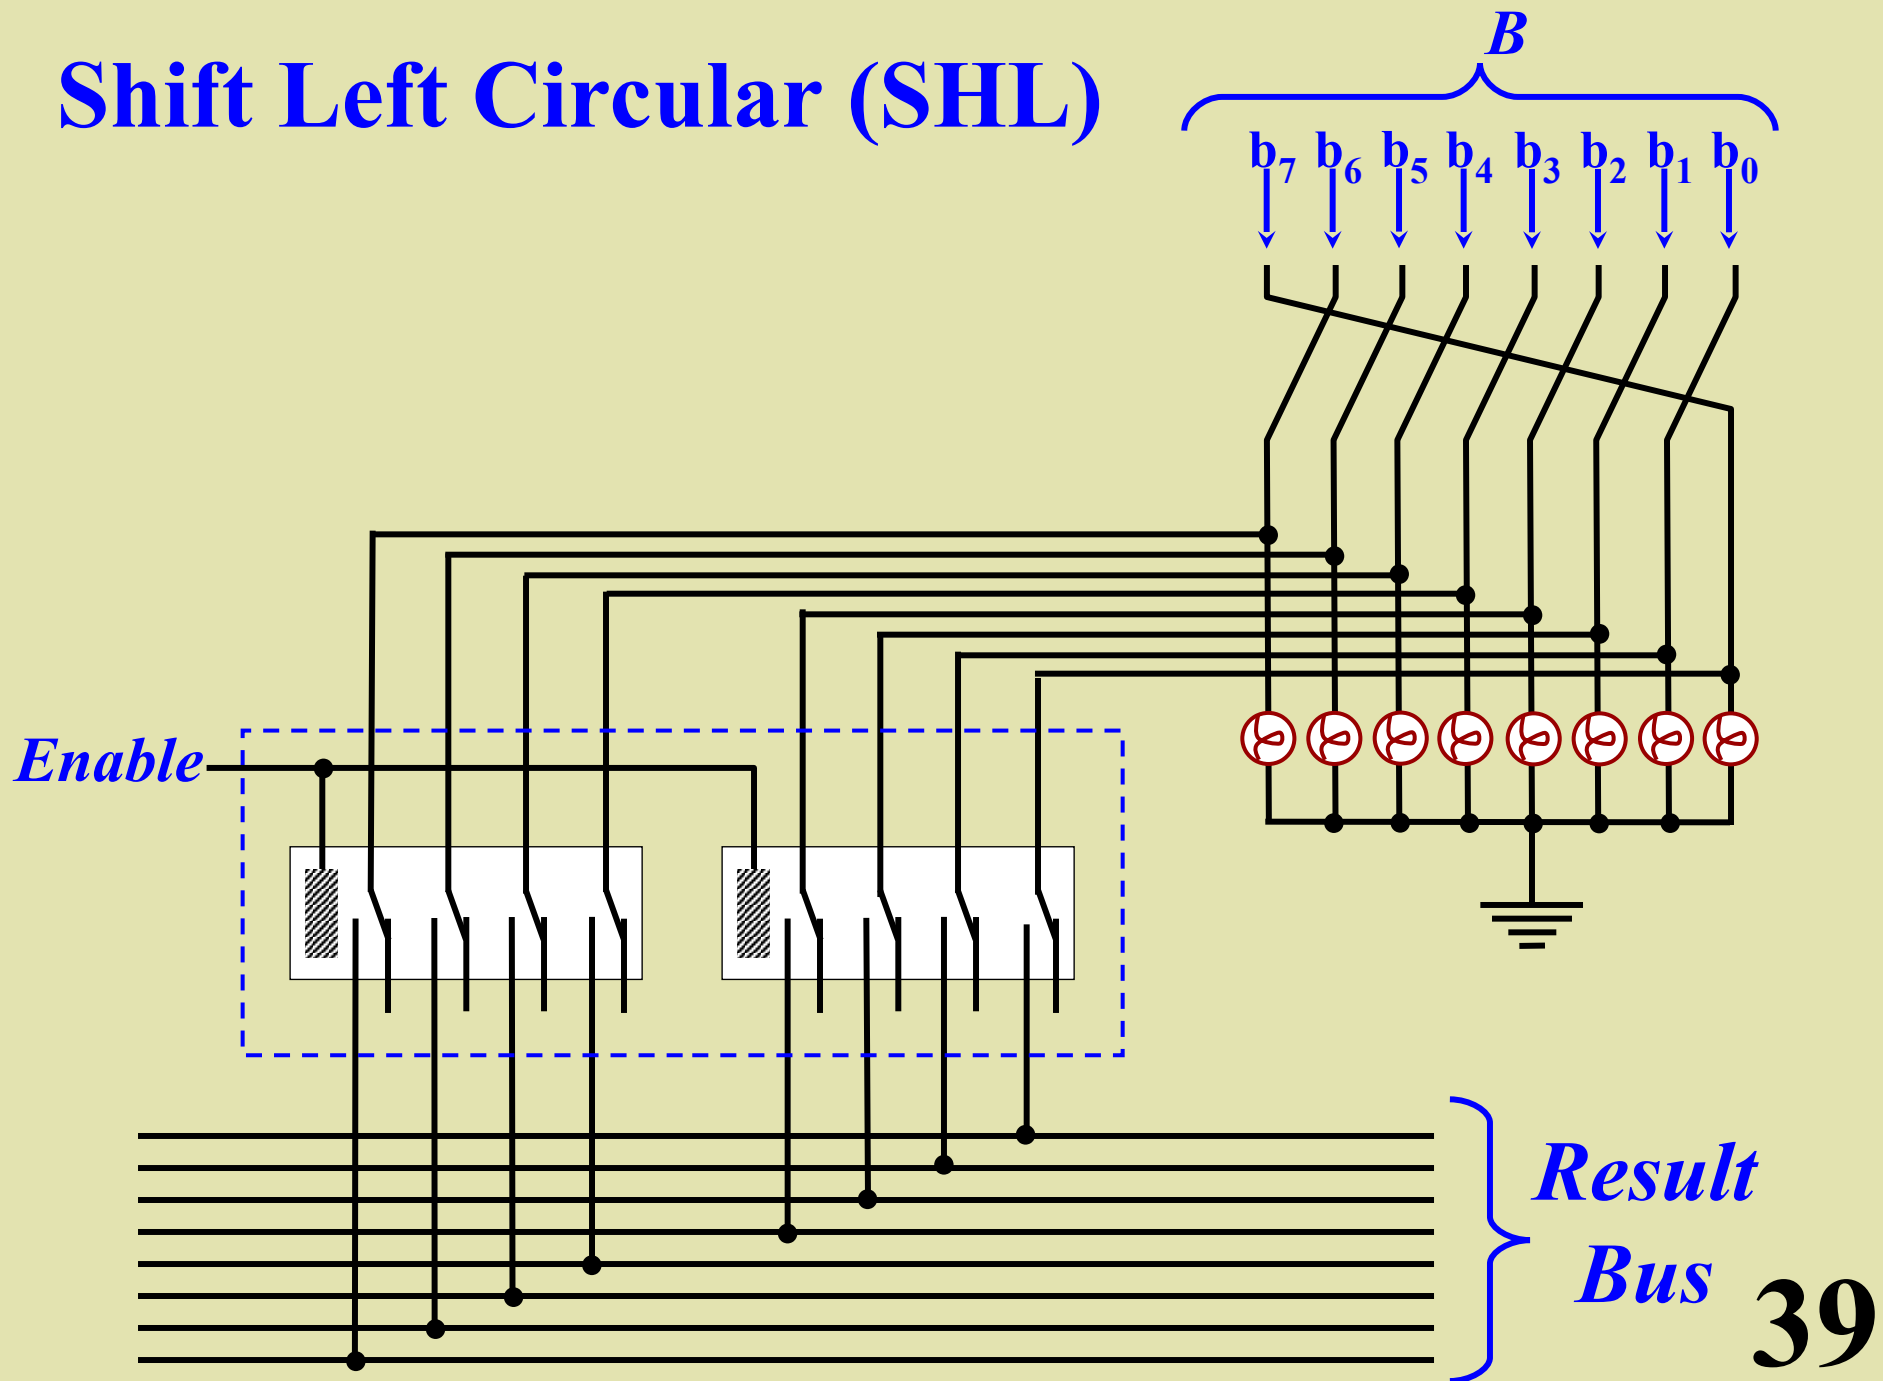 Shift Left Circular (SHL)
B
b7 b6 b5 b4 b3 b2 b1 b0
Enable
Result
Bus
39